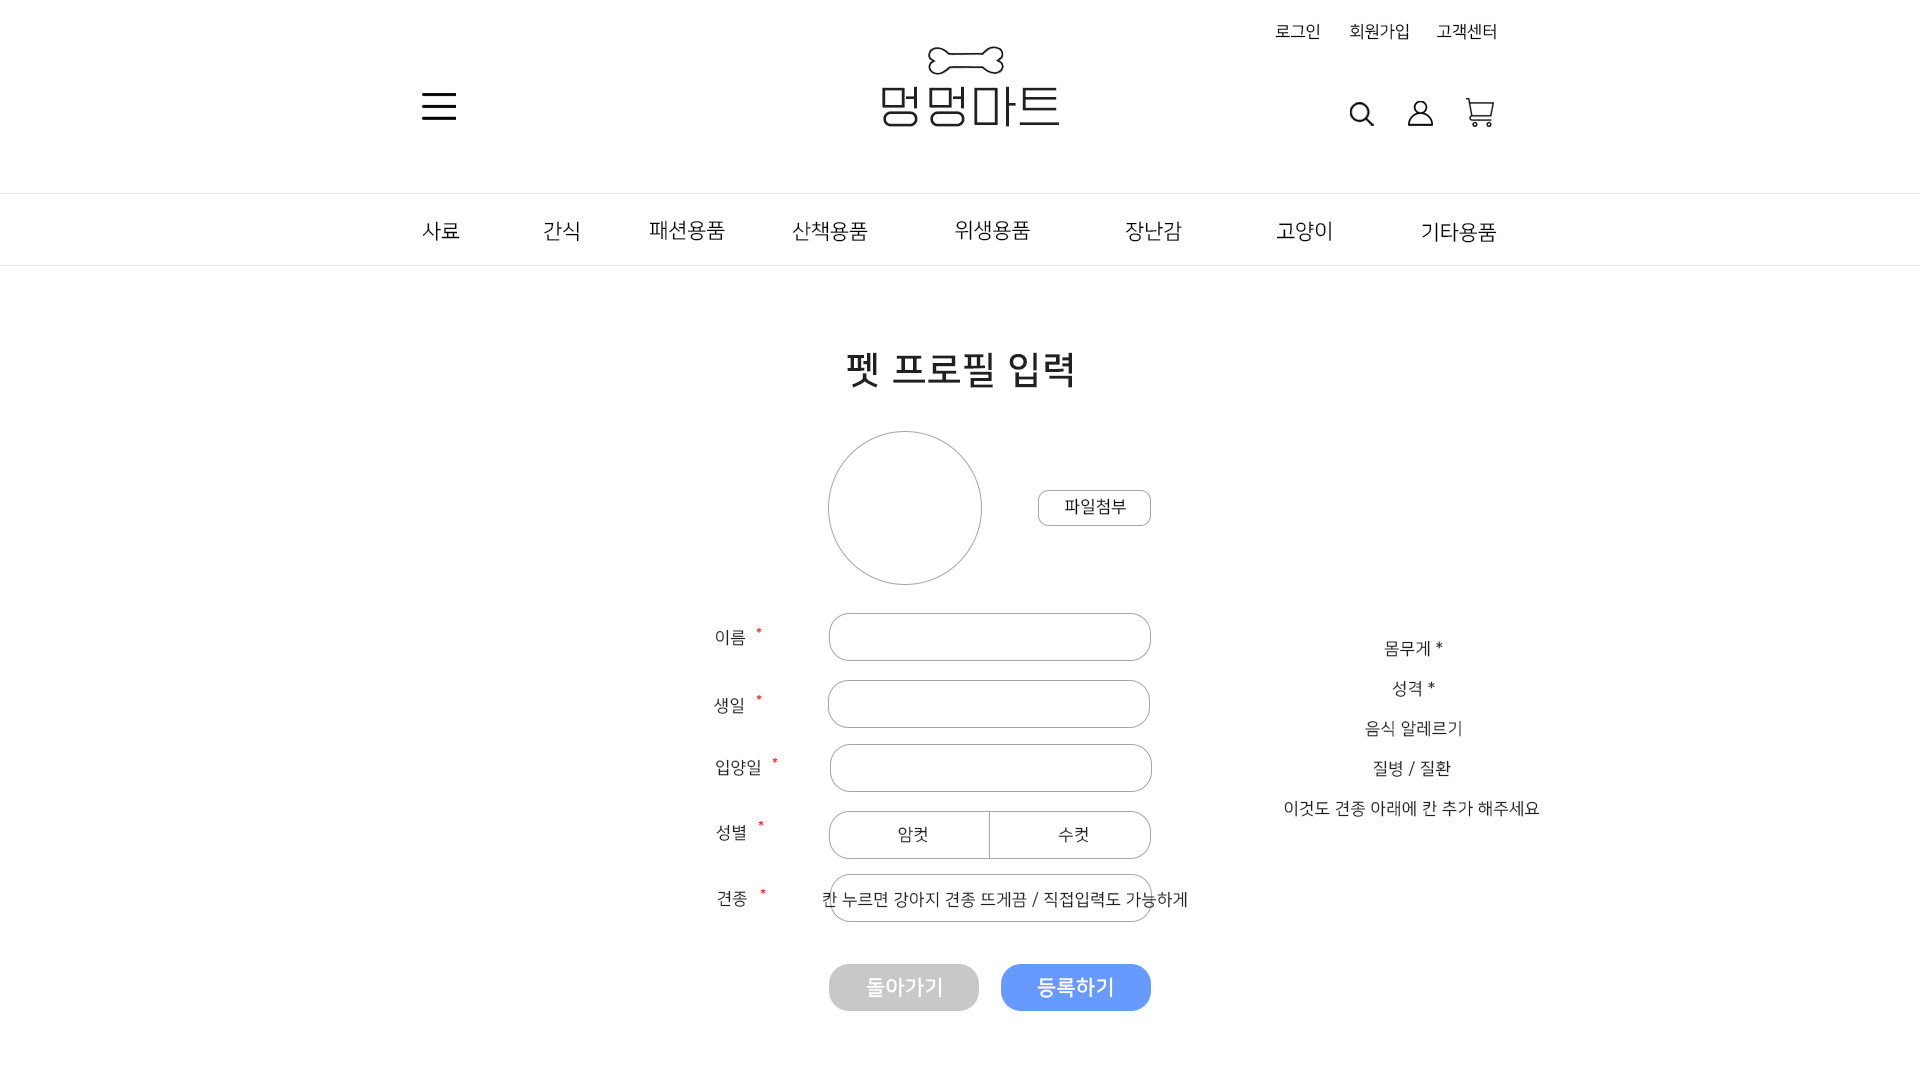 로그인 회원가입 고객센터
멍멍마트
사료 간식 패션용품 산책용품 위생용품 장난감 고양이 기타용품
펫 프로필 입력
파일첨부
이름 *
생일 *
입양일 *
성별 * 암컷 수컷
견종 * 칸 누르면 강아지 견종 뜨게끔 / 직접입력도 가능하게
몸무게 *
성격 *
음식 알레르기
질병 / 질환
이것도 견종 아래에 칸 추가 해주세요
돌아가기 등록하기